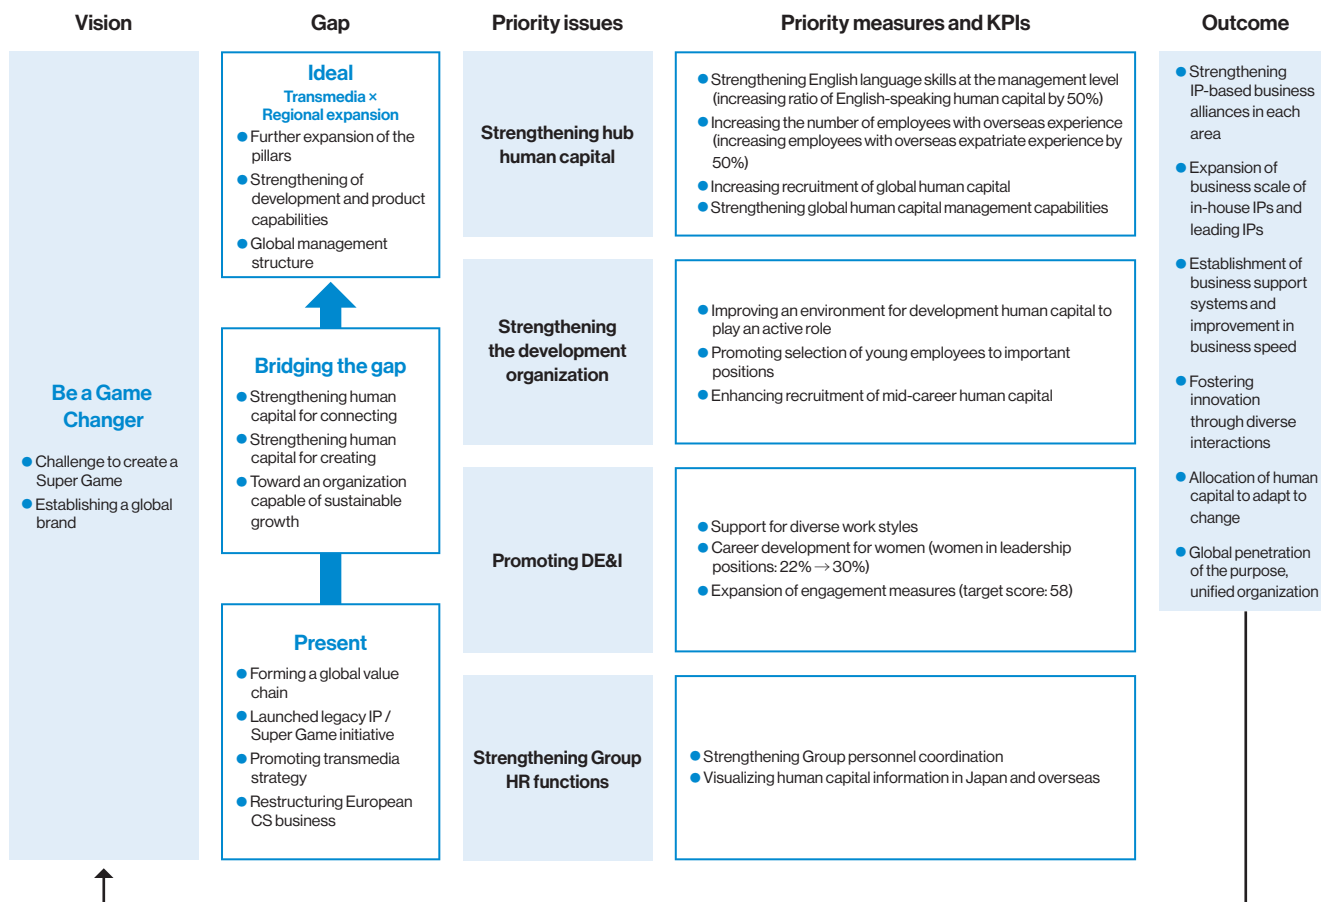 Vision
Gap
Priority issues
Priority measures and KPIs
Outcome
Be a Game
Changer
● Challenge to create a
Super Game
● Establishing a global
brand
Ideal
Transmedia ×
Regional expansion
● Further expansion of the
pillars
● Strengthening of
development and product
capabilities
● Global management
structure
Bridging the gap
● Strengthening human
capital for connecting
● Strengthening human
capital for creating
● Toward an organization
capable of sustainable
growth
Present
● Forming a global value
chain
● Launched legacy IP /
Super Game initiative
● Promoting transmedia
strategy
● Restructuring European
CS business
Strengthening hub
human capital
● Strengthening English language skills at the management level
(increasing ratio of English-speaking human capital by 50%)
● Increasing the number of employees with overseas experience
(increasing employees with overseas expatriate experience by
50%)
● Increasing recruitment of global human capital
● Strengthening global human capital management capabilities
Strengthening
the development
organization
● Improving an environment for development human capital to
play an active role
● Promoting selection of young employees to important
positions
● Enhancing recruitment of mid-career human capital
Promoting DE&I
● Support for diverse work styles
● Career development for women (women in leadership
positions: 22% → 30%)
● Expansion of engagement measures (target score: 58)
Strengthening Group
HR functions
● Strengthening Group personnel coordination
● Visualizing human capital information in Japan and overseas
● Strengthening
IP-based business
alliances in each
area
● Expansion of
business scale of
in-house IPs and
leading IPs
● Establishment of
business support
systems and
improvement in
business speed
● Fostering
innovation
through diverse
interactions
● Allocation of human
capital to adapt to
change
● Global penetration
of the purpose,
unified organization